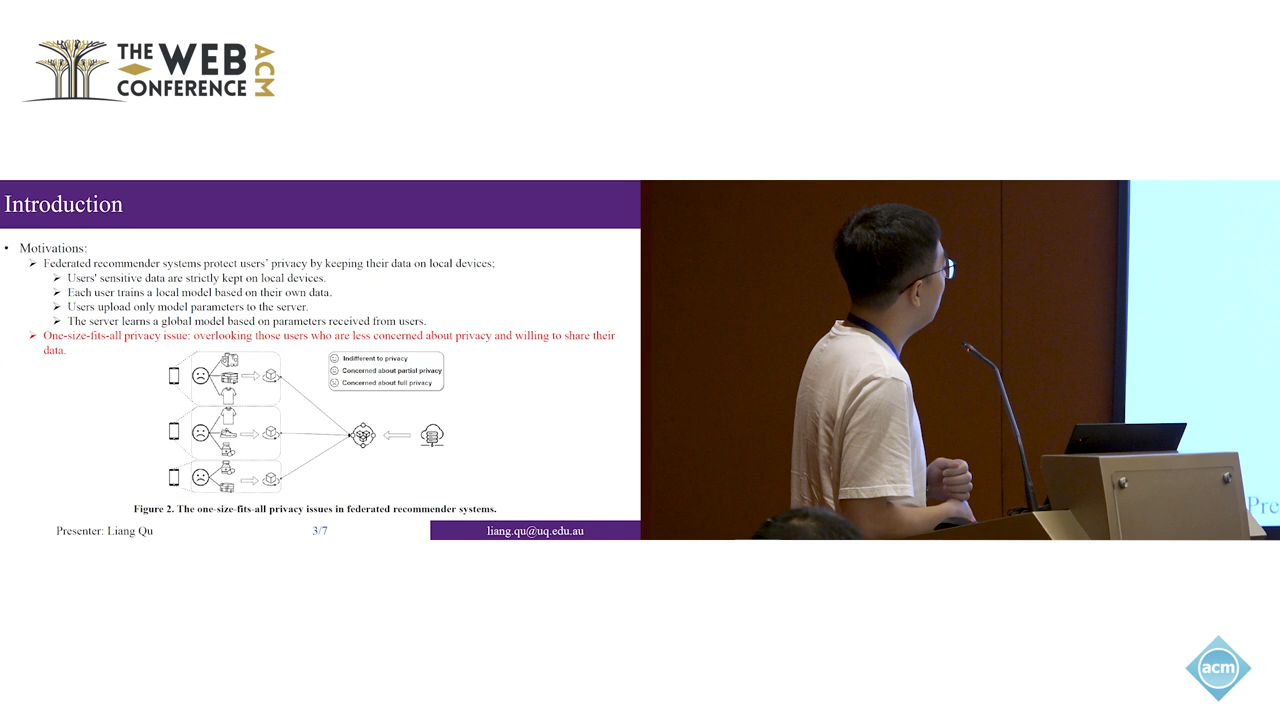 THE WEB
CONFERENCE
ACM
Introduction
• Motivations:
➢ Federated recommender systems protect users' privacy by keeping their data on local devices;
➢ Users' sensitive data are strictly kept on local devices.
➢ Each user trains a local model based on their own data.
➢ Users upload only model parameters to the server.
➢ The server learns a global model based on parameters received from users.
➢ One-size-fits-all privacy issue: overlooking those users who are less concerned about privacy and willing to share their
data.
Indifferent to privacy
Concerned about partial privacy
Concerned about full privacy
Figure 2. The one-size-fits-all privacy issues in federated recommender systems.
Presenter: Liang Qu
3/7
liang.qu@uq.edu.au
Pre
acm